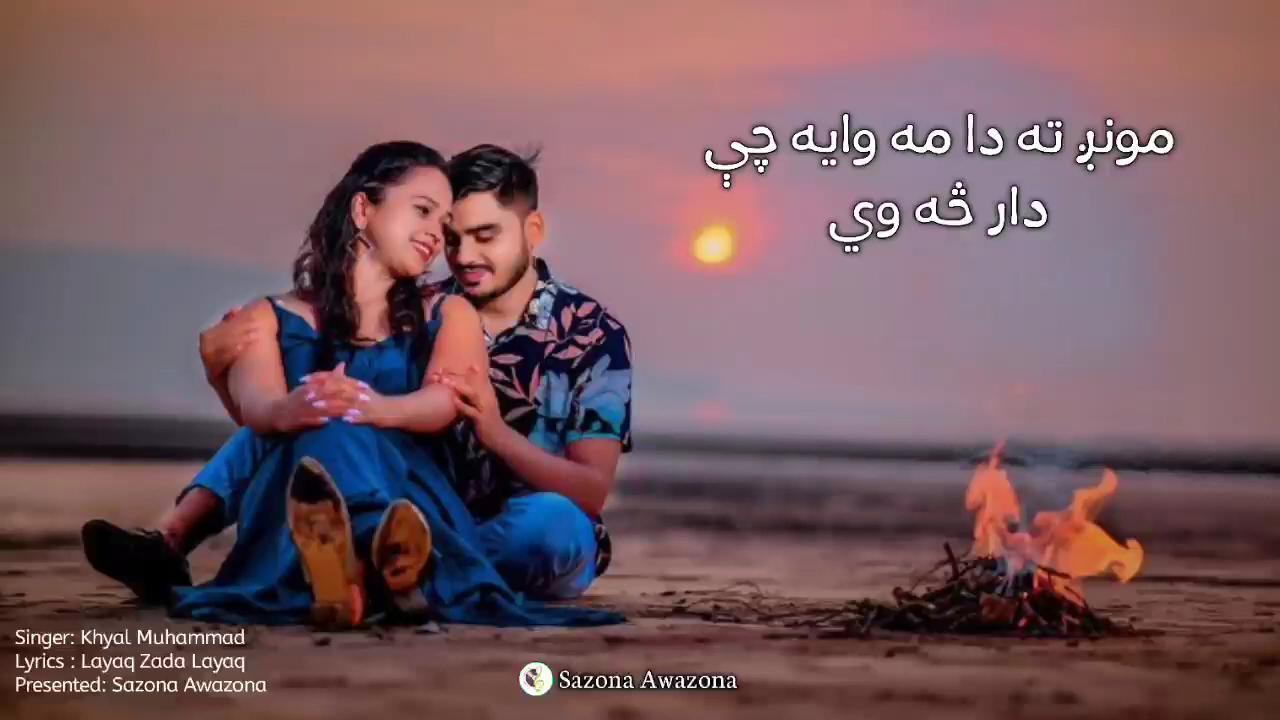 مونږ ته دا مه وايه چې
دار څه وي
Singer: Khyal Muhammad
Lyrics : Layaq Zada Layaq
Presented: Sazona Awazona
Sazona Awazona